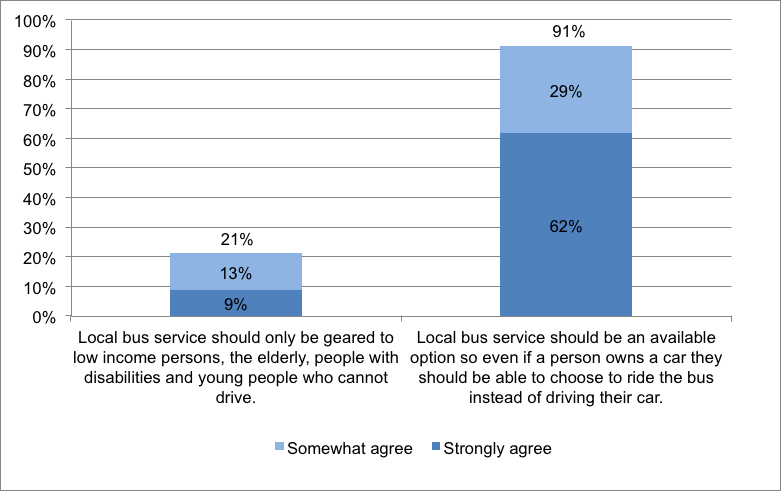 100%
90%
80%
70%
60%
50%
40%
30%
20%
10%
0%
21%
13%
9%
91%
29%
62%
Local bus service should only be geared to
low income persons, the elderly, people with
disabilities and young people who cannot
drive.
Local bus service should be an available
option so even if a person owns a car they
should be able to choose to ride the bus
instead of driving their car.
Somewhat agree Strongly agree